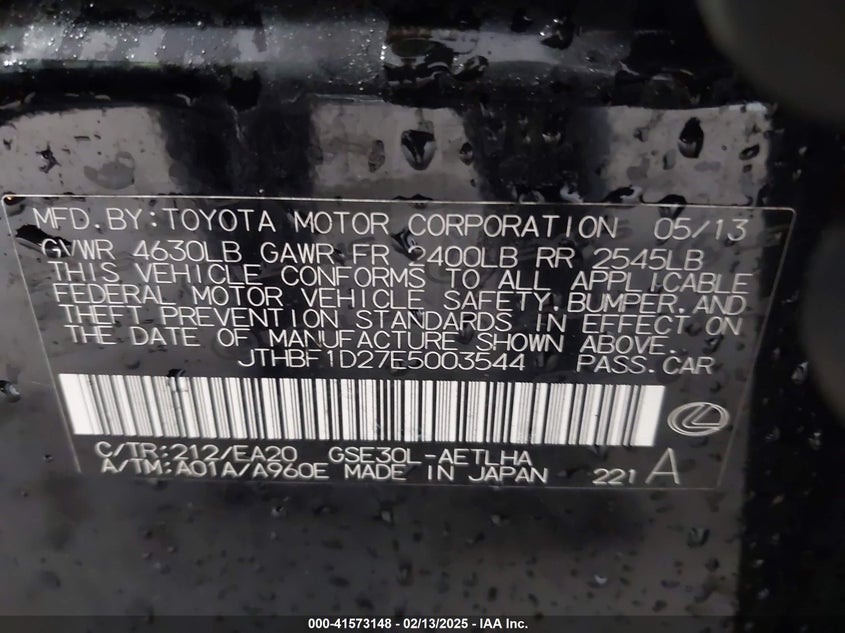 MFD.BY:TOYOTA MOTOR CORPORATION 05/13
GVWR 4630LB GAWR FR 2400LB RR 2545LB
THIS VEHICLE CONFORMS TO ALL APPLICABLE
FEDERAL MOTOR VEHICLE SAFETY,BUMPER,AND
THEFT PREVENTION STANDARDS IN EFFECT ON
THE DATE OF MANUFACTURE SHOWN ABOVE.
JTHBF1D27E5003544 PASS.CAR
C/TR:212/EA20 GSE30L-AETLHA
A/TM:A01A/A960E MADE IN JAPAN 221 A
000-41573148 - 02/13/2025 - IAA Inc.